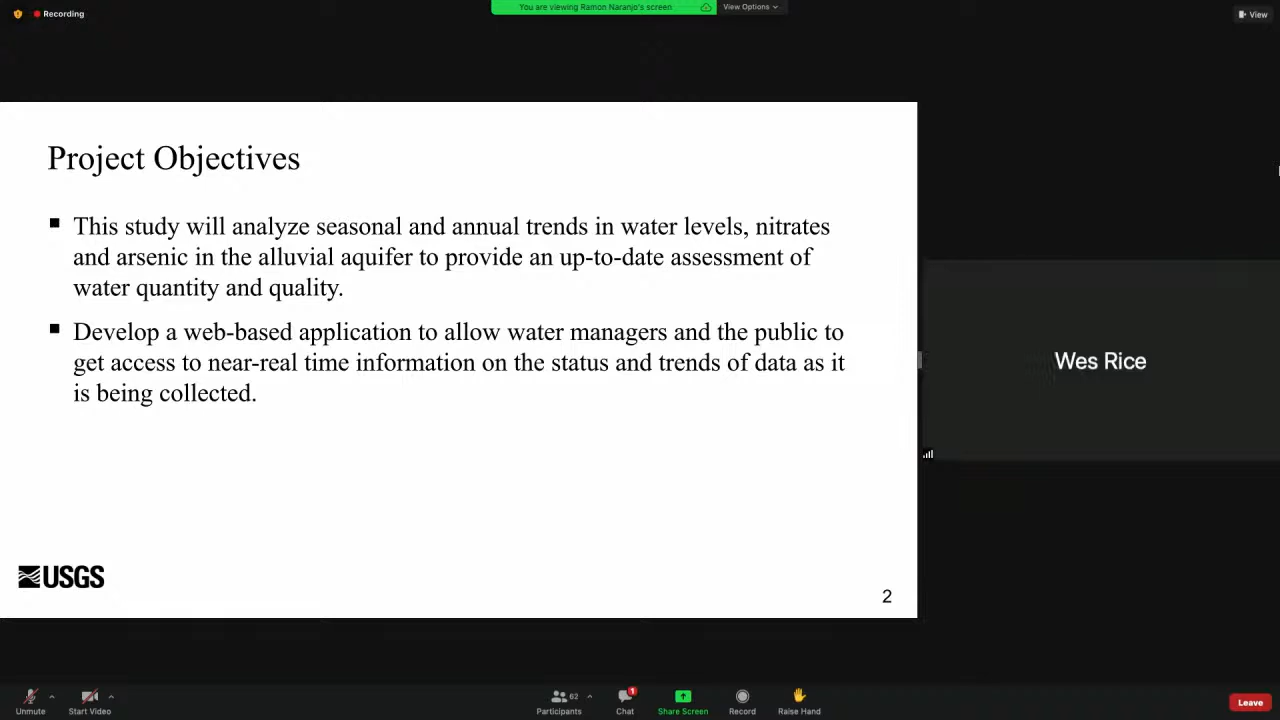 Recording
You are viewing Ramon Naranjo's screen
View Options
View
Project Objectives
This study will analyze seasonal and annual trends in water levels, nitrates
and arsenic in the alluvial aquifer to provide an up-to-date assessment of
water quantity and quality.
Develop a web-based application to allow water managers and the public to
get access to near-real time information on the status and trends of data as it
is being collected.
Wes Rice
USGS
2
Unmute
Start Video
62
Participants
1
Chat
Share Screen
Record
Raise Hand
Leave